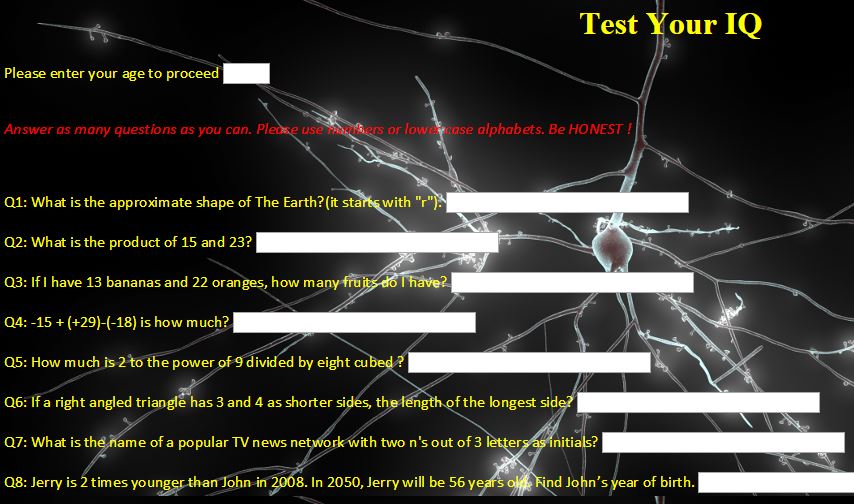 Test Your IQ
Please enter your age to proceed
Answer as many questions as you can. Please use numbers or lower case alphabets. Be HONEST !
Q1: What is the approximate shape of The Earth?(it starts with "r"):
Q2: What is the product of 15 and 23?
Q3: If I have 13 bananas and 22 oranges, how many fruits do I have?
Q4: -15 + (+29)-(-18) is how much?
Q5: How much is 2 to the power of 9 divided by eight cubed ?
Q6: If a right angled triangle has 3 and 4 as shorter sides, the length of the longest side?
Q7: What is the name of a popular TV news network with two n's out of 3 letters as initials?
Q8: Jerry is 2 times younger than John in 2008. In 2050, Jerry will be 56 years old. Find John’s year of birth.